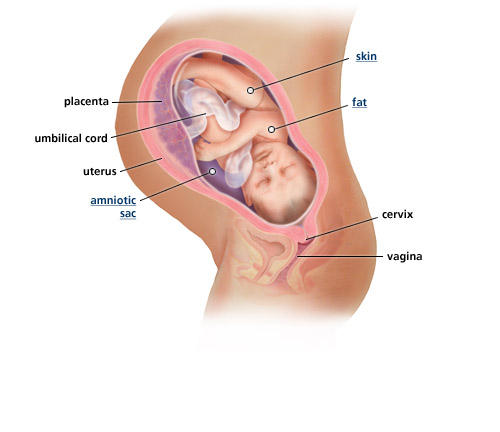 skin
fat
placenta
umbilical cord
uterus
amniotic
sac
cervix
vagina